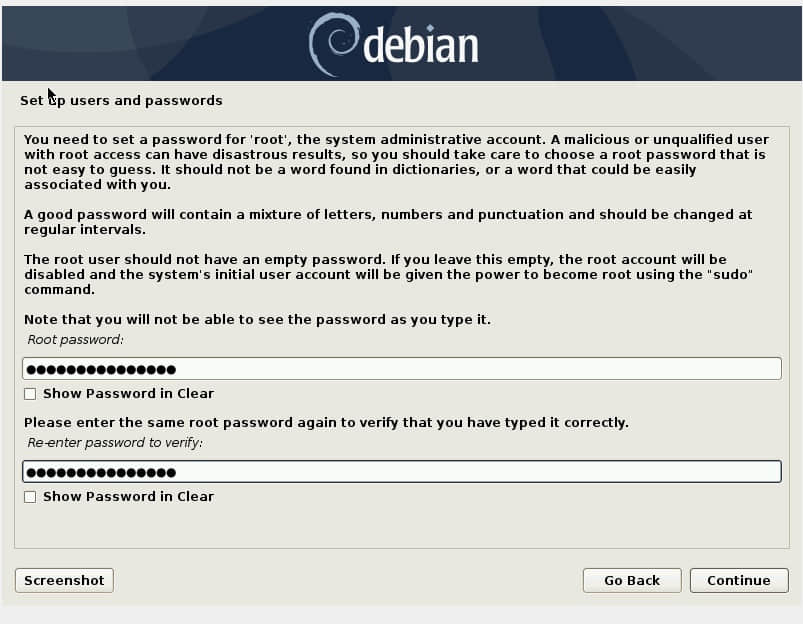 debian
Set up users and passwords
You need to set a password for 'root', the system administrative account. A malicious or unqualified user
with root access can have disastrous results, so you should take care to choose a root password that is
not easy to guess. It should not be a word found in dictionaries, or a word that could be easily
associated with you.
A good password will contain a mixture of letters, numbers and punctuation and should be changed at
regular intervals.
The root user should not have an empty password. If you leave this empty, the root account will be
disabled and the system's initial user account will be given the power to become root using the "sudo"
command.
Note that you will not be able to see the password as you type it.
Root password:
●●●●●●●●●●●●●●●
Show Password in Clear
Please enter the same root password again to verify that you have typed it correctly.
Re-enter password to verify:
●●●●●●●●●●●●●●●
Show Password in Clear
Screenshot
Go Back
Continue